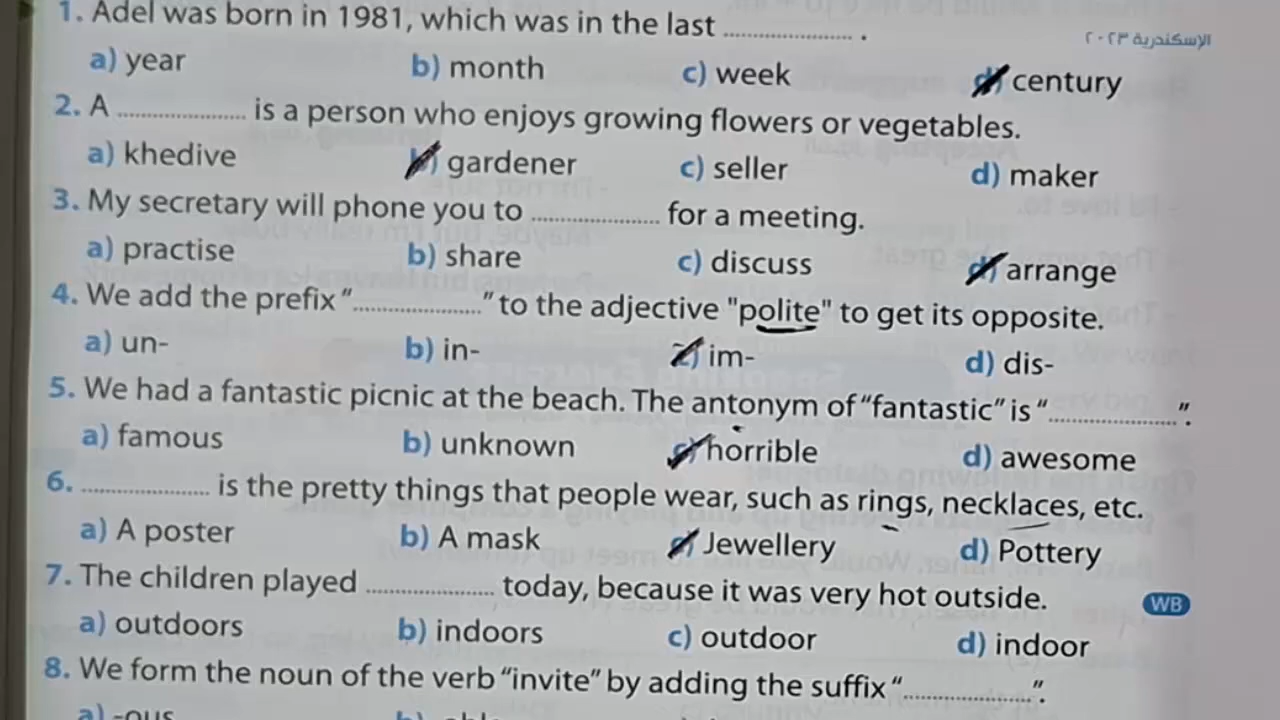 1. Adel was born in 1981, which was in the last .................... .
الإسكندرية ٢٠٢٣
a) year b) month c) week d) century
2. A .................... is a person who enjoys growing flowers or vegetables.
a) khedive b) gardener c) seller d) maker
3. My secretary will phone you to .................... for a meeting.
a) practise b) share c) discuss d) arrange
4. We add the prefix "...................." to the adjective "polite" to get its opposite.
a) un- b) in- c) im- d) dis-
5. We had a fantastic picnic at the beach. The antonym of "fantastic" is "....................".
a) famous b) unknown c) horrible d) awesome
6. .................... is the pretty things that people wear, such as rings, necklaces, etc.
a) A poster b) A mask c) Jewellery d) Pottery
7. The children played .................... today, because it was very hot outside. WB
a) outdoors b) indoors c) outdoor d) indoor
8. We form the noun of the verb "invite" by adding the suffix "....................".
a) -ous